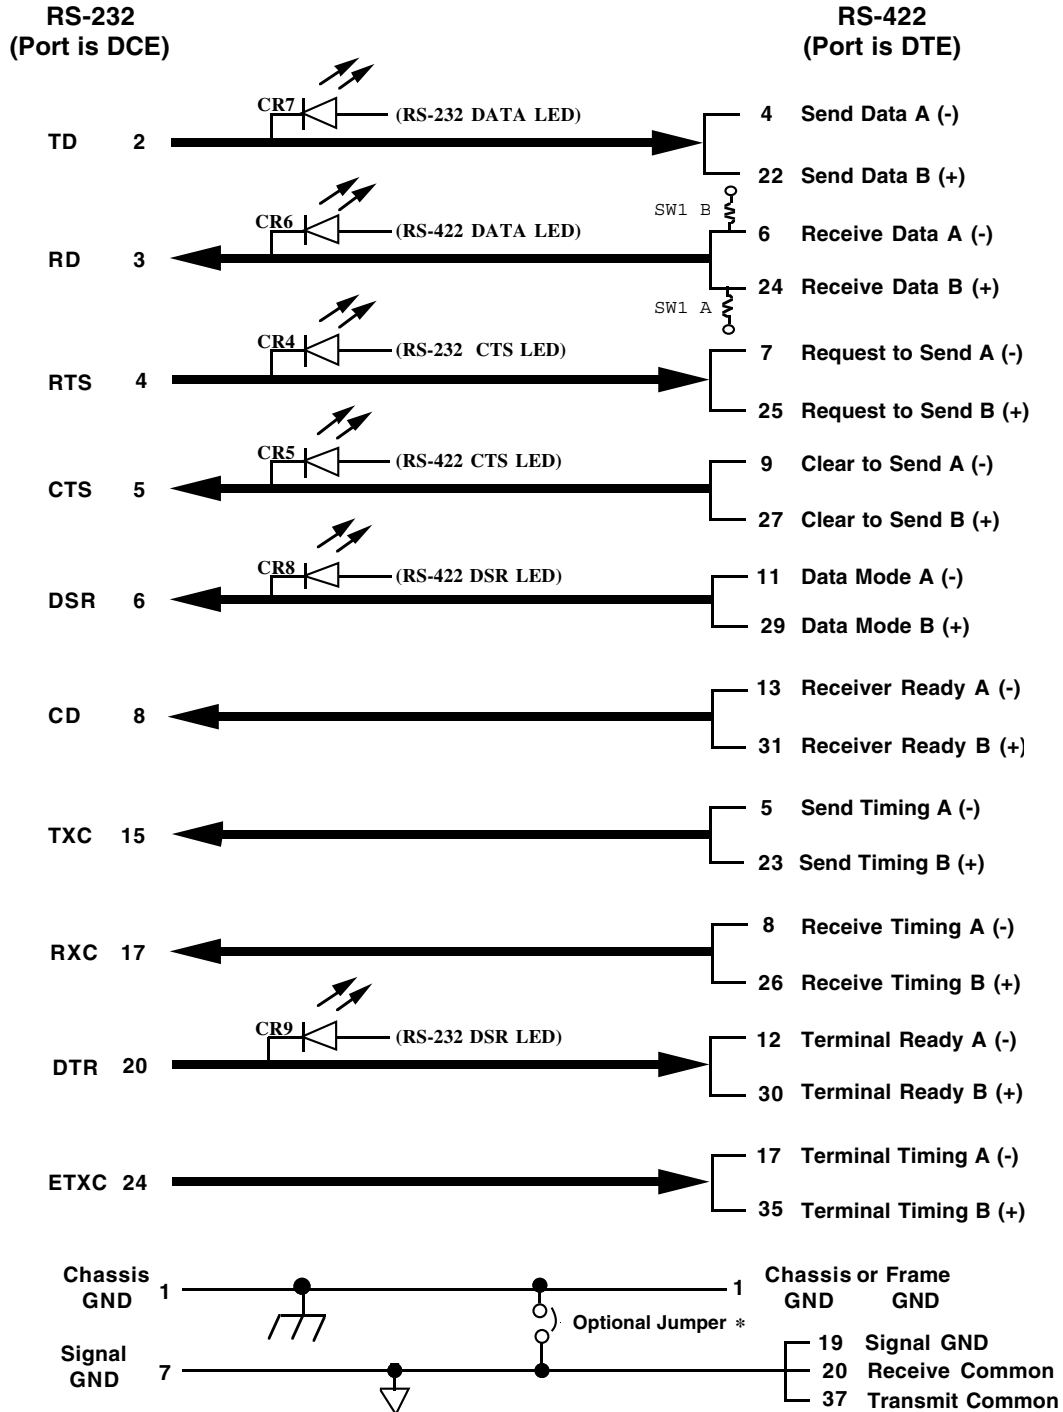 RS-232
(Port is DCE)
RS-422
(Port is DTE)
CR7
(RS-232 DATA LED)
4 Send Data A (-)
TD 2
22 Send Data B (+)
SW1 B
CR6
(RS-422 DATA LED)
6 Receive Data A (-)
RD 3
24 Receive Data B (+)
SW1 A
CR4
(RS-232 CTS LED)
7 Request to Send A (-)
RTS 4
25 Request to Send B (+)
CR5
(RS-422 CTS LED)
9 Clear to Send A (-)
CTS 5
27 Clear to Send B (+)
CR8
(RS-422 DSR LED)
11 Data Mode A (-)
DSR 6
29 Data Mode B (+)
13 Receiver Ready A (-)
CD 8
31 Receiver Ready B (+)
5 Send Timing A (-)
TXC 15
23 Send Timing B (+)
8 Receive Timing A (-)
RXC 17
26 Receive Timing B (+)
CR9
(RS-232 DSR LED)
12 Terminal Ready A (-)
DTR 20
30 Terminal Ready B (+)
17 Terminal Timing A (-)
ETXC 24
35 Terminal Timing B (+)
Chassis
GND
1
1
Chassis or Frame
GND GND
Optional Jumper *
Signal
GND
7
19 Signal GND
20 Receive Common
37 Transmit Common